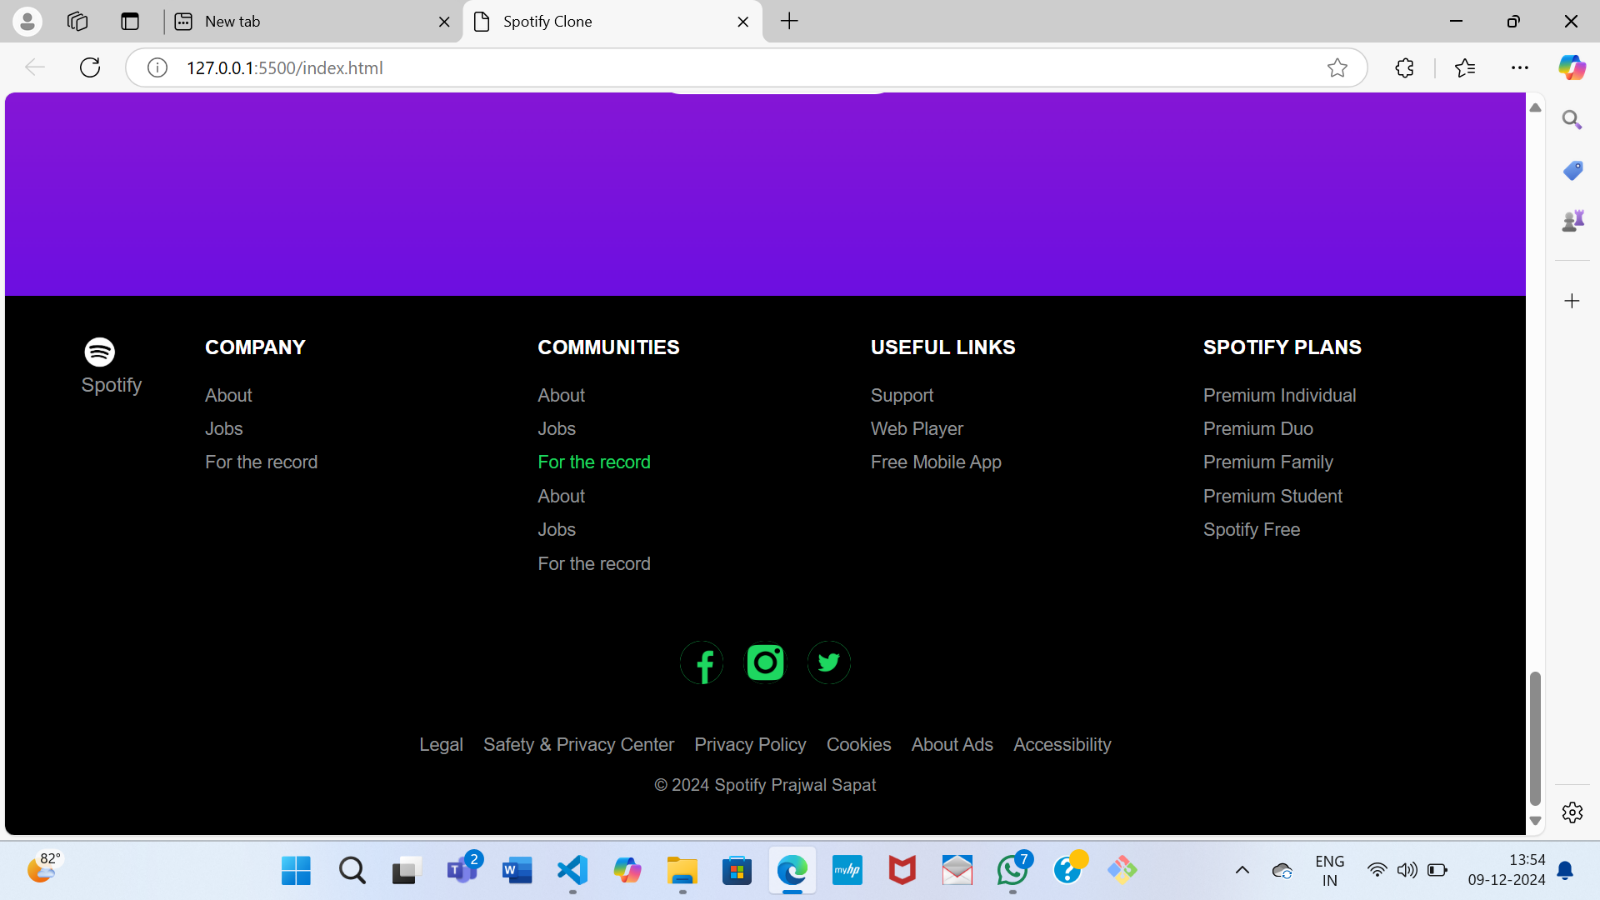 New tab
Spotify Clone
127.0.0.1:5500/index.html
Spotify
COMPANY
About
Jobs
For the record
COMMUNITIES
About
Jobs
For the record
About
Jobs
For the record
USEFUL LINKS
Support
Web Player
Free Mobile App
SPOTIFY PLANS
Premium Individual
Premium Duo
Premium Family
Premium Student
Spotify Free
Legal Safety & Privacy Center Privacy Policy Cookies About Ads Accessibility
© 2024 Spotify Prajwal Sapat
82°
T
2
W
myhp
7
?
ENG
IN
13:54
09-12-2024